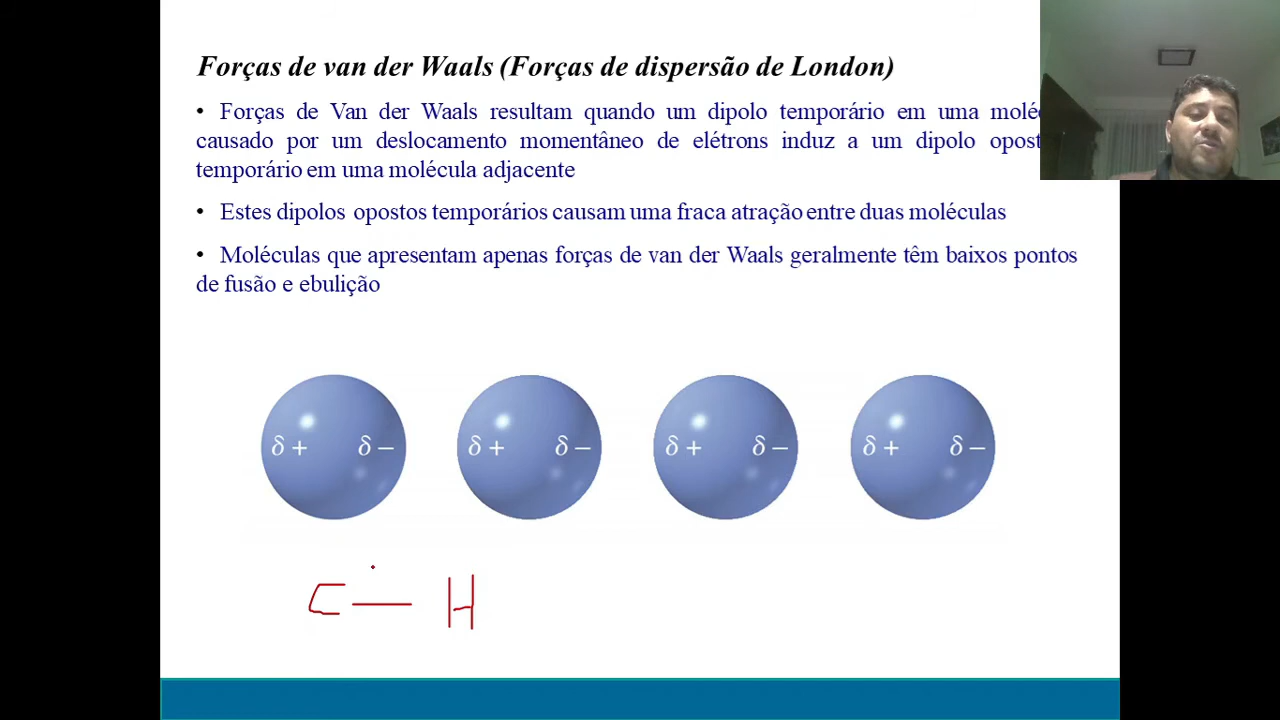 Forças de van der Waals (Forças de dispersão de London)
• Forças de Van der Waals resultam quando um dipolo temporário em uma
causado por um deslocamento momentâneo de elétrons induz a um dipolo
temporário em uma molécula adjacente
• Estes dipolos opostos temporários causam uma fraca atração entre duas moléculas
• Moléculas que apresentam apenas forças de van der Waals geralmente têm baixos pontos
de fusão e ebulição
δ + δ − δ + δ − δ + δ − δ + δ −
C — H